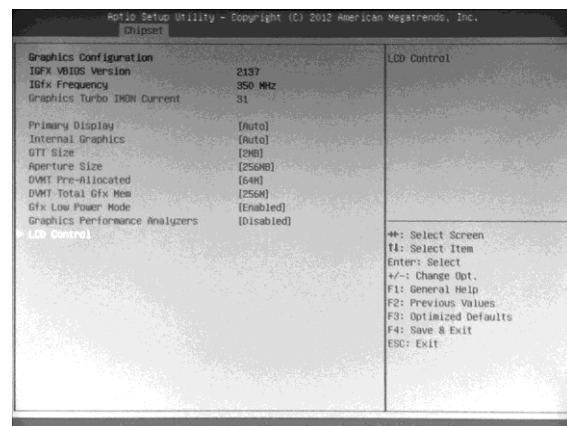 Aptio Setup Utility - Copyright (C) 2012 American Megatrends, Inc.
Chipset
Graphics Configuration
IGFX VBIOS Version 2137
IGfx Frequency 350 MHz
Graphics Turbo IMON Current 31
Primary Display [Auto]
Internal Graphics [Auto]
GTT Size [2MB]
Aperture Size [256MB]
DVMT Pre-Allocated [64M]
DVMT Total Gfx Mem [256M]
Gfx Low Power Mode [Enabled]
Graphics Performance Analyzers [Disabled]
LCD Control
LCD Control
→←: Select Screen
↑↓: Select Item
Enter: Select
+/-: Change Opt.
F1: General Help
F2: Previous Values
F3: Optimized Defaults
F4: Save & Exit
ESC: Exit